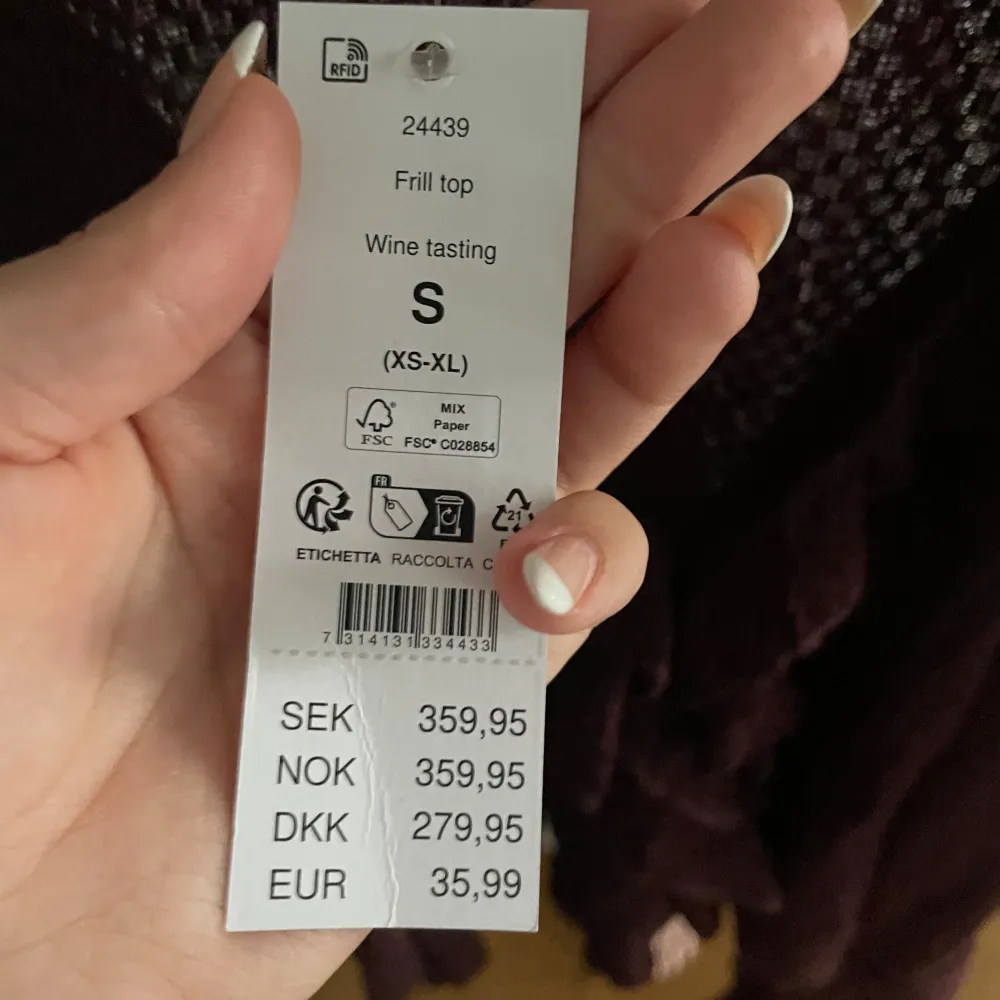 RFID
24439
Frill top
Wine tasting
S
(XS-XL)
MIX
Paper
FSC® FSC® C028854
FR
21
ETICHETTA RACCOLTA
7 314131 334433
SEK 359,95
NOK 359,95
DKK 279,95
EUR 35,99